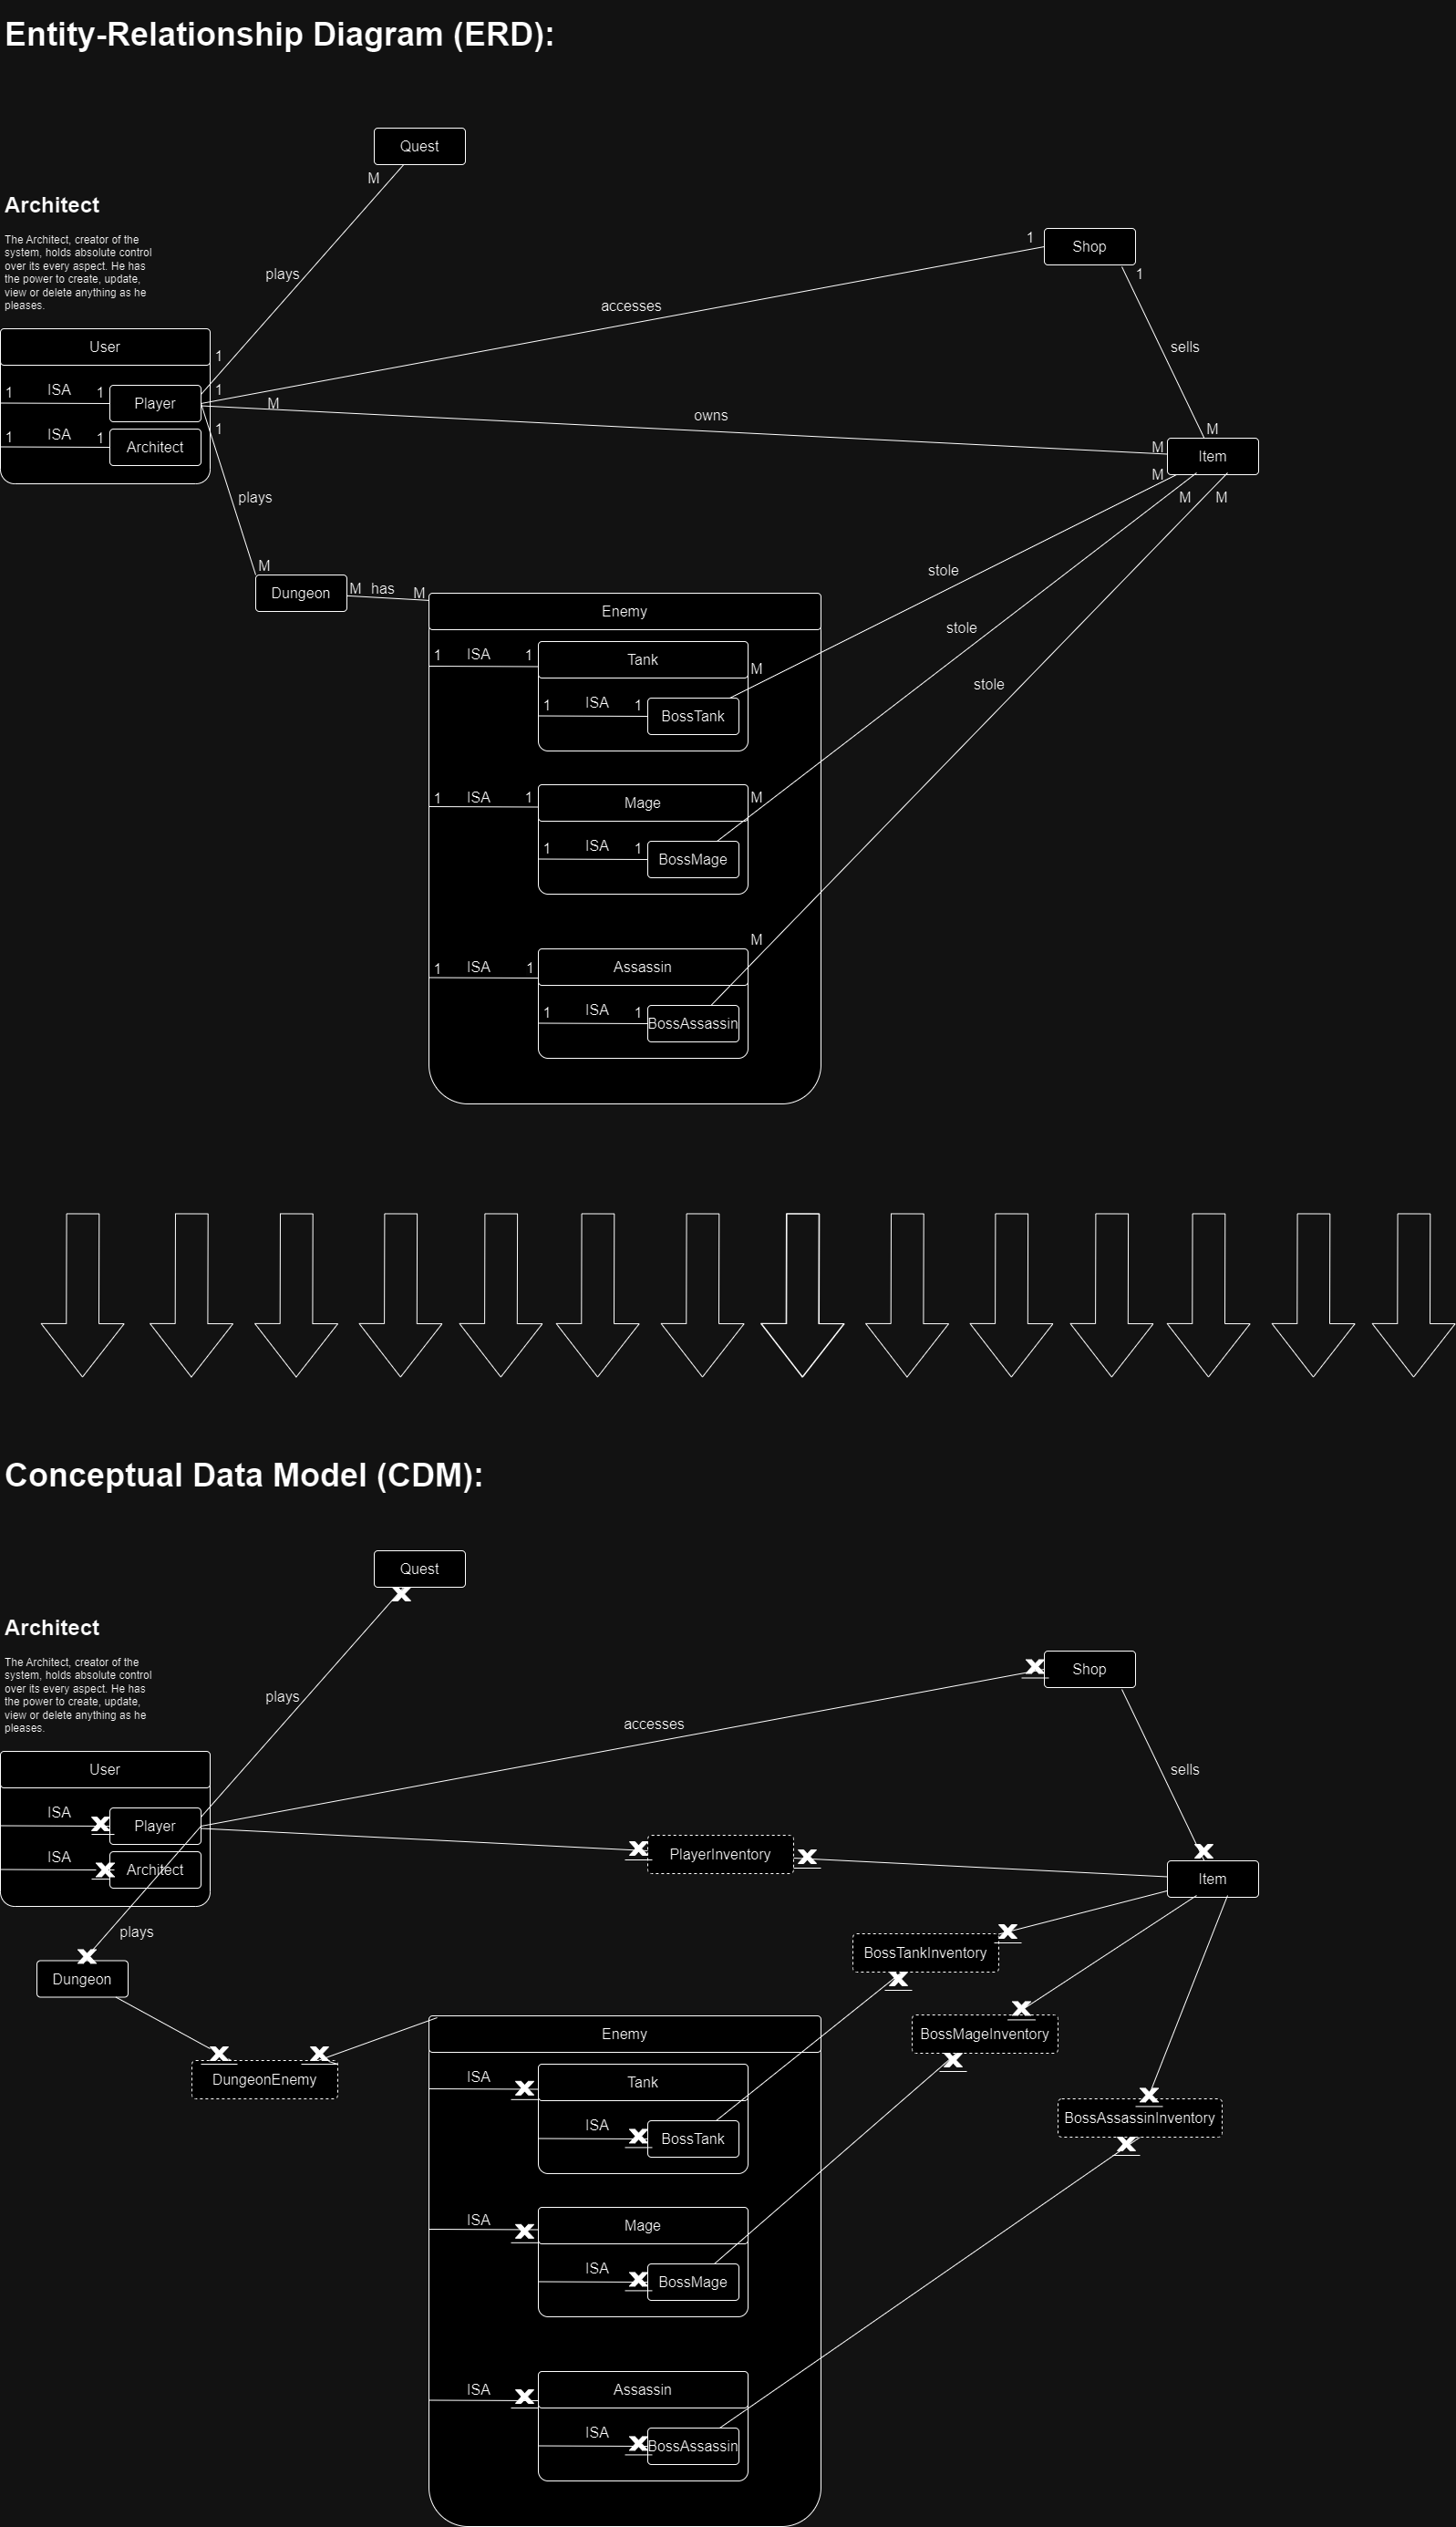 Entity-Relationship Diagram (ERD):
Quest
M
Architect
The Architect, creator of the
system, holds absolute control
over its every aspect. He has
the power to create, update,
view or delete anything as he
pleases.
1
Shop
1
plays
accesses
sells
User
1
1
ISA
1
Player
1
M
owns
M
1
ISA
1
Architect
1
M
Item
M
M
M
plays
M
Dungeon
M
has
M
stole
Enemy
stole
1
ISA
1
Tank
M
stole
1
ISA
1
BossTank
1
ISA
1
Mage
M
1
ISA
1
BossMage
M
1
ISA
1
Assassin
1
ISA
1
BossAssassin
Conceptual Data Model (CDM):
Quest
X
Architect
The Architect, creator of the
system, holds absolute control
over its every aspect. He has
the power to create, update,
view or delete anything as he
pleases.
X
Shop
plays
accesses
User
sells
ISA
X
Player
X
PlayerInventory
X
X
ISA
X
Architect
Item
plays
X
X
BossTankInventory
Dungeon
X
X
BossMageInventory
Enemy
X
X
X
DungeonEnemy
ISA
X
Tank
X
BossAssassinInventory
ISA
X
BossTank
X
ISA
X
Mage
ISA
X
BossMage
ISA
X
Assassin
ISA
X
BossAssassin